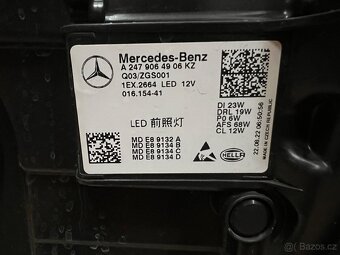 Mercedes-Benz
A 247 906 49 06 KZ
Q03/ZGS001
1EX.2664 LED 12V
016.154-41
DI 23W
DRL 19W
PO 6W
AFS 68W
CL 12W
LED 前照灯
MD E8 9132 A
MD E8 9134 B
MD E8 9134 C
MD E8 9134 D
HELLA
22.06.22 06:50:56
MADE IN CZECH REPUBLIC
Bazoš.cz